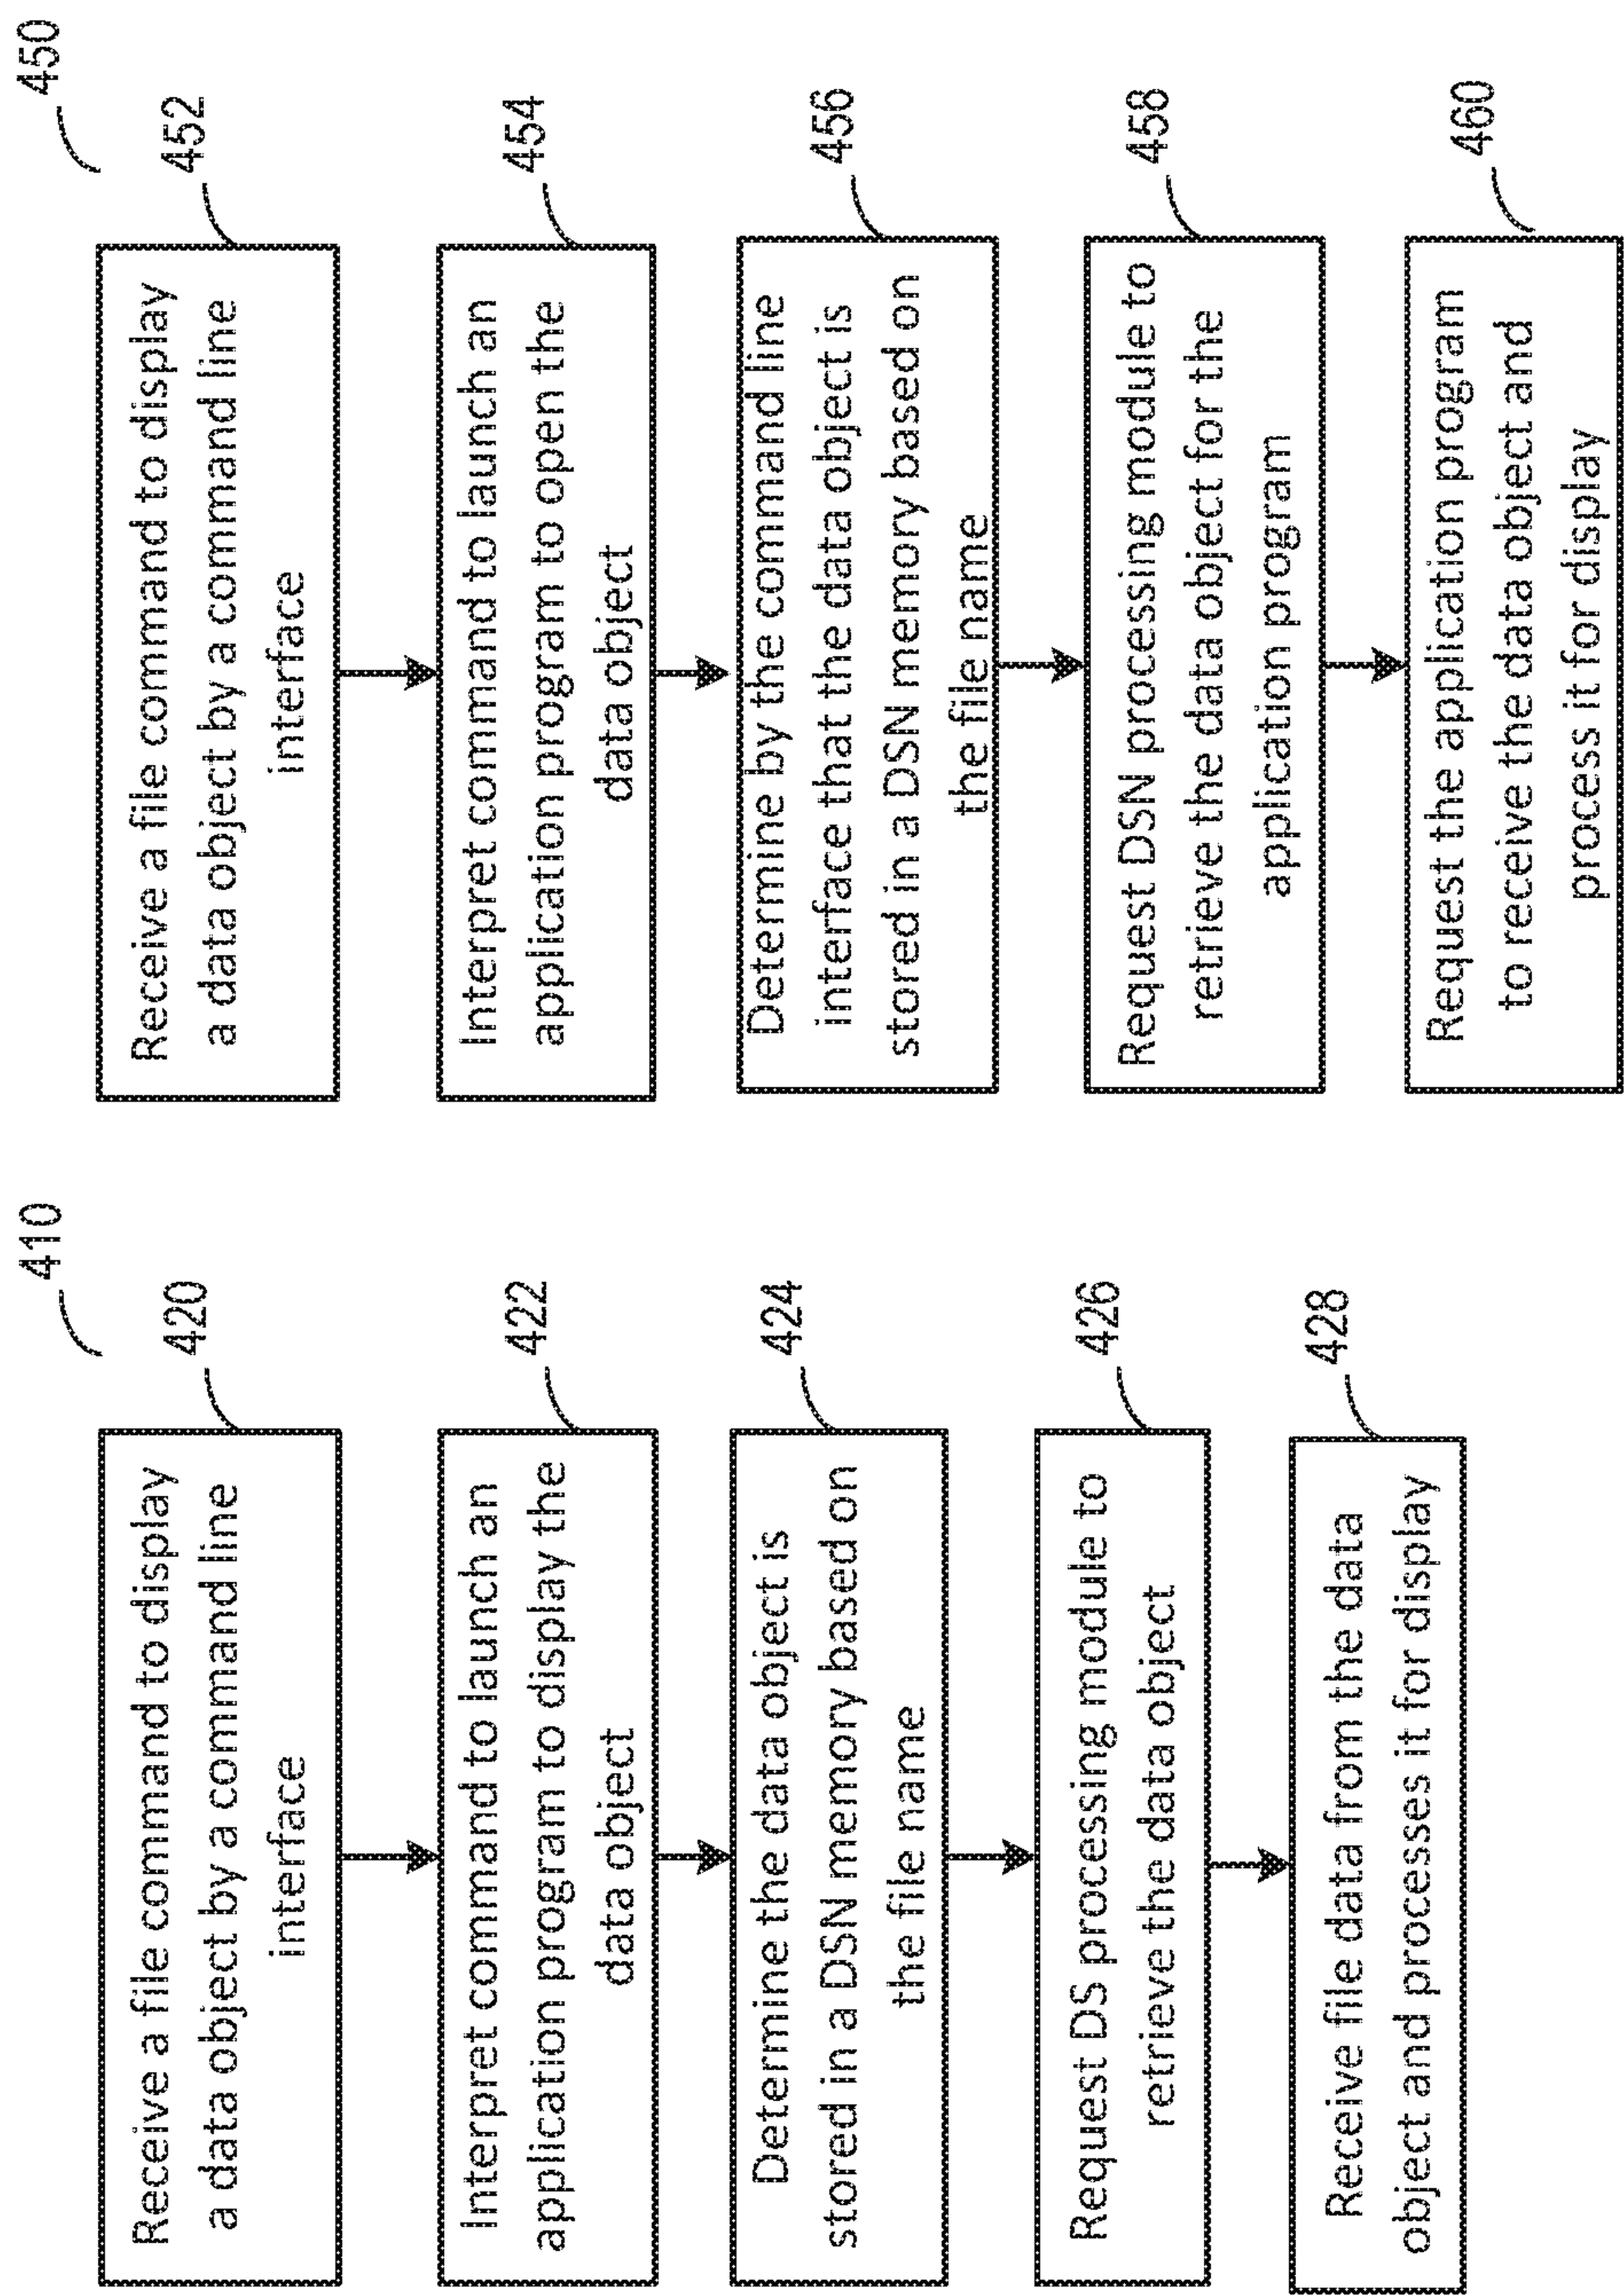 410
420
Receive a file command to display
a data object by a command line
interface
422
Interpret command to launch an
application program to display the
data object
424
Determine the data object is
stored in a DSN memory based on
the file name
426
Request DS processing module to
retrieve the data object
428
Receive file data from the data
object and processes it for display
450
452
Receive a file command to display
a data object by a command line
interface
454
Interpret command to launch an
application program to open the
data object
456
Determine by the command line
interface that the data object is
stored in a DSN memory based on
the file name
458
Request DSN processing module to
retrieve the data object for the
application program
460
Request the application program
to receive the data object and
process it for display